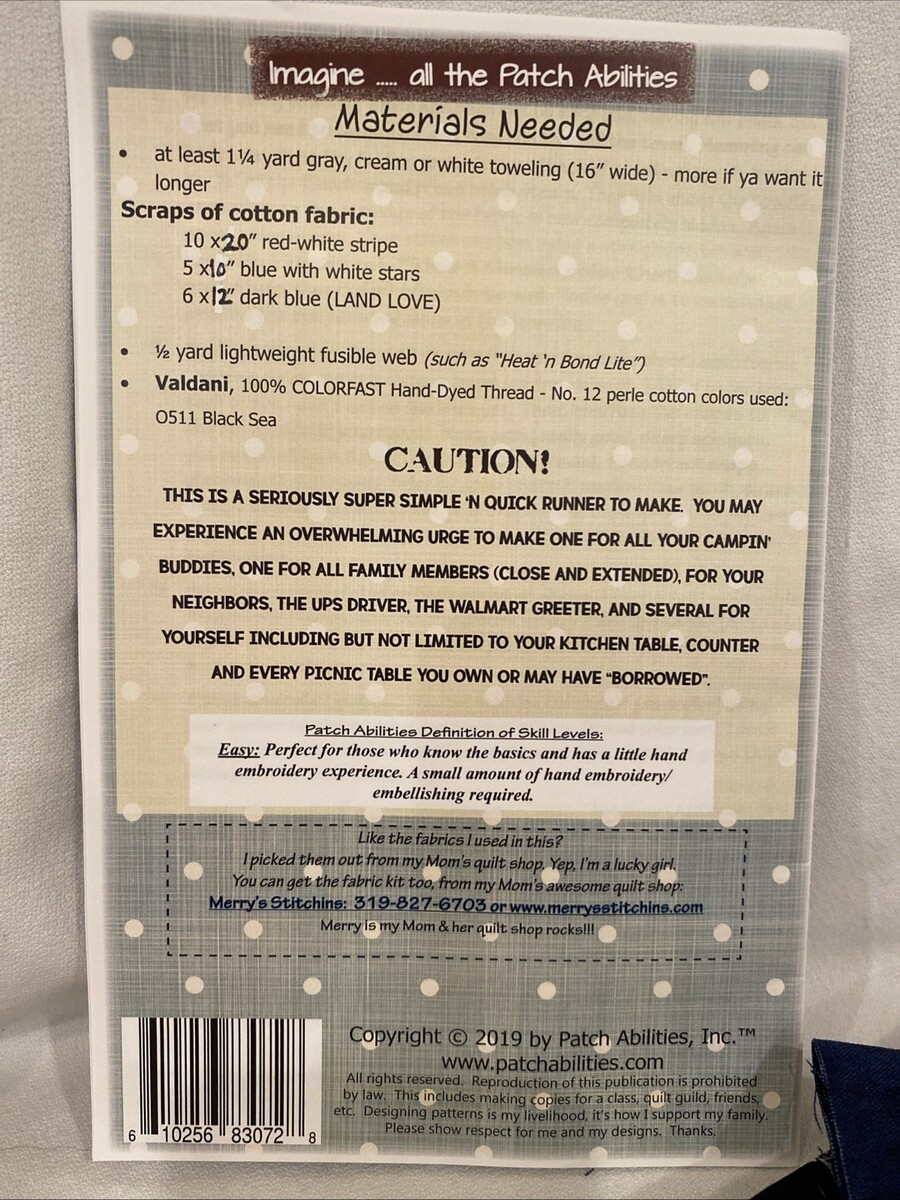 Imagine ..... all the Patch Abilities
Materials Needed
• at least 1¼ yard gray, cream or white toweling (16" wide) - more if ya want it
longer
Scraps of cotton fabric:
10 x20" red-white stripe
5 x10" blue with white stars
6 x12" dark blue (LAND LOVE)
• ½ yard lightweight fusible web (such as "Heat 'n Bond Lite")
• Valdani, 100% COLORFAST Hand-Dyed Thread - No. 12 perle cotton colors used:
O511 Black Sea
CAUTION!
THIS IS A SERIOUSLY SUPER SIMPLE 'N QUICK RUNNER TO MAKE. YOU MAY
EXPERIENCE AN OVERWHELMING URGE TO MAKE ONE FOR ALL YOUR CAMPIN'
BUDDIES, ONE FOR ALL FAMILY MEMBERS (CLOSE AND EXTENDED), FOR YOUR
NEIGHBORS, THE UPS DRIVER, THE WALMART GREETER, AND SEVERAL FOR
YOURSELF INCLUDING BUT NOT LIMITED TO YOUR KITCHEN TABLE, COUNTER
AND EVERY PICNIC TABLE YOU OWN OR MAY HAVE "BORROWED".
Patch Abilities Definition of Skill Levels:
Easy: Perfect for those who know the basics and has a little hand
embroidery experience. A small amount of hand embroidery/
embellishing required.
Like the fabrics I used in this?
I picked them out from my Mom's quilt shop. Yep, I'm a lucky girl.
You can get the fabric kit too, from my Mom's awesome quilt shop:
Merry's Stitchins: 319-827-6703 or www.merrysstitchins.com
Merry is my Mom & her quilt shop rocks!!!
Copyright © 2019 by Patch Abilities, Inc.™
www.patchabilities.com
All rights reserved. Reproduction of this publication is prohibited
by law. This includes making copies for a class, quilt guild, friends,
etc. Designing patterns is my livelihood, it's how I support my family.
Please show respect for me and my designs. Thanks.
6 10256 83072 8